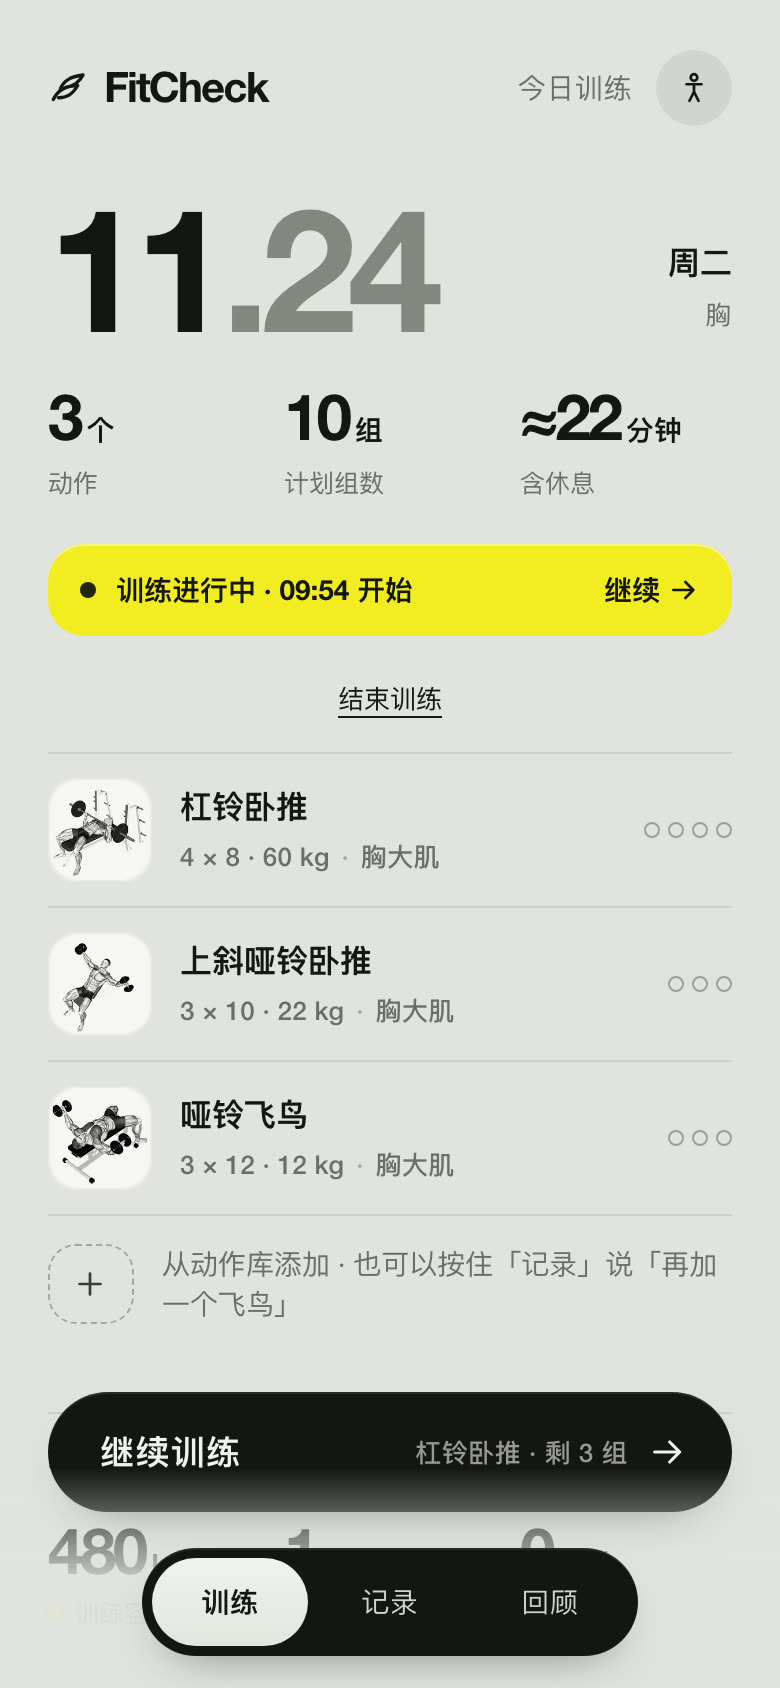 FitCheck
今日训练
11.24
周二
胸
3个
10组
≈22分钟
动作
计划组数
含休息
训练进行中 · 09:54 开始
继续 →
结束训练
杠铃卧推
4 × 8 · 60 kg · 胸大肌
上斜哑铃卧推
3 × 10 · 22 kg · 胸大肌
哑铃飞鸟
3 × 12 · 12 kg · 胸大肌
从动作库添加 · 也可以按住「记录」说「再加
一个飞鸟」
继续训练
杠铃卧推 · 剩 3 组 →
480
1
0
训练
训练
记录
回顾